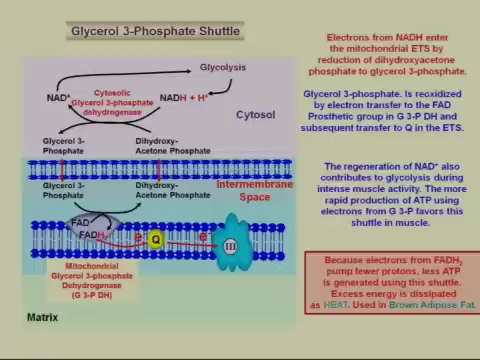 Glycerol 3-Phosphate Shuttle
Glycolysis
NAD⁺
Cytosolic
Glycerol 3-phosphate
dehydrogenase
NADH + H⁺
Cytosol
Glycerol 3-
Phosphate
Dihydroxy-
Acetone Phosphate
Glycerol 3-
Phosphate
Dihydroxy-
Acetone Phosphate
Intermembrane
Space
FAD
FADH₂
e⁻
Q
e⁻
III
Mitochondrial
Glycerol 3-phosphate
Dehydrogenase
(G 3-P DH)
Matrix
Electrons from NADH enter
the mitochondrial ETS by
reduction of dihydroxyacetone
phosphate to glycerol 3-phosphate.
Glycerol 3-phosphate. Is reoxidized
by electron transfer to the FAD
Prosthetic group in G 3-P DH and
subsequent transfer to Q in the ETS.
The regeneration of NAD⁺ also
contributes to glycolysis during
intense muscle activity. The more
rapid production of ATP using
electrons from G 3-P favors this
shuttle in muscle.
Because electrons from FADH₂
pump fewer protons, less ATP
is generated using this shuttle.
Excess energy is dissipated
as HEAT. Used in Brown Adipose Fat.